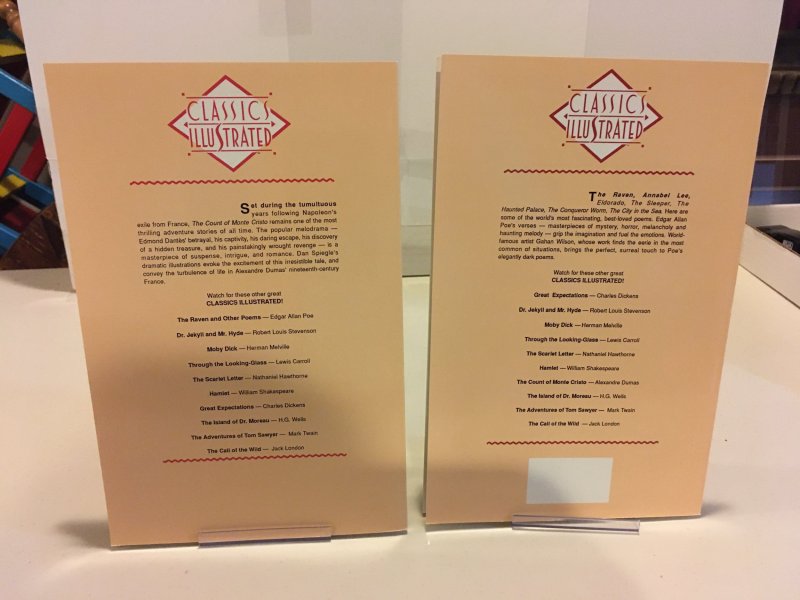 CLASSICS
ILLUSTRATED
Set during the tumultuous
years following Napoleon's
exile from France, The Count of Monte Cristo remains one of the most
thrilling adventure stories of all time. The popular melodrama —
Edmond Dantès' betrayal, his captivity, his daring escape, his discovery
of a hidden treasure, and his painstakingly wrought revenge — is a
masterpiece of suspense, intrigue, and romance. Dan Spiegle's
dramatic illustrations evoke the excitement of this irresistible tale, and
convey the turbulence of life in Alexandre Dumas' nineteenth-century
France.
Watch for these other great
CLASSICS ILLUSTRATED!
The Raven and Other Poems — Edgar Allan Poe
Dr. Jekyll and Mr. Hyde — Robert Louis Stevenson
Moby Dick — Herman Melville
Through the Looking-Glass — Lewis Carroll
The Scarlet Letter — Nathaniel Hawthorne
Hamlet — William Shakespeare
Great Expectations — Charles Dickens
The Island of Dr. Moreau — H.G. Wells
The Adventures of Tom Sawyer — Mark Twain
The Call of the Wild — Jack London
CLASSICS
ILLUSTRATED
The Raven, Annabel Lee,
Eldorado, The Sleeper, The
Haunted Palace, The Conqueror Worm, The City in the Sea. Here are
some of the world's most fascinating, best-loved poems. Edgar Allan
Poe's verses — masterpieces of mystery, horror, melancholy and
haunting melody — grip the imagination and fuel the emotions. World-
famous artist Gahan Wilson, whose work finds the eerie in the most
common of situations, brings the perfect, surreal touch to Poe's
elegantly dark poems.
Watch for these other great
CLASSICS ILLUSTRATED!
Great Expectations — Charles Dickens
Dr. Jekyll and Mr. Hyde — Robert Louis Stevenson
Moby Dick — Herman Melville
Through the Looking-Glass — Lewis Carroll
The Scarlet Letter — Nathaniel Hawthorne
Hamlet — William Shakespeare
The Count of Monte Cristo — Alexandre Dumas
The Island of Dr. Moreau — H.G. Wells
The Adventures of Tom Sawyer — Mark Twain
The Call of the Wild — Jack London